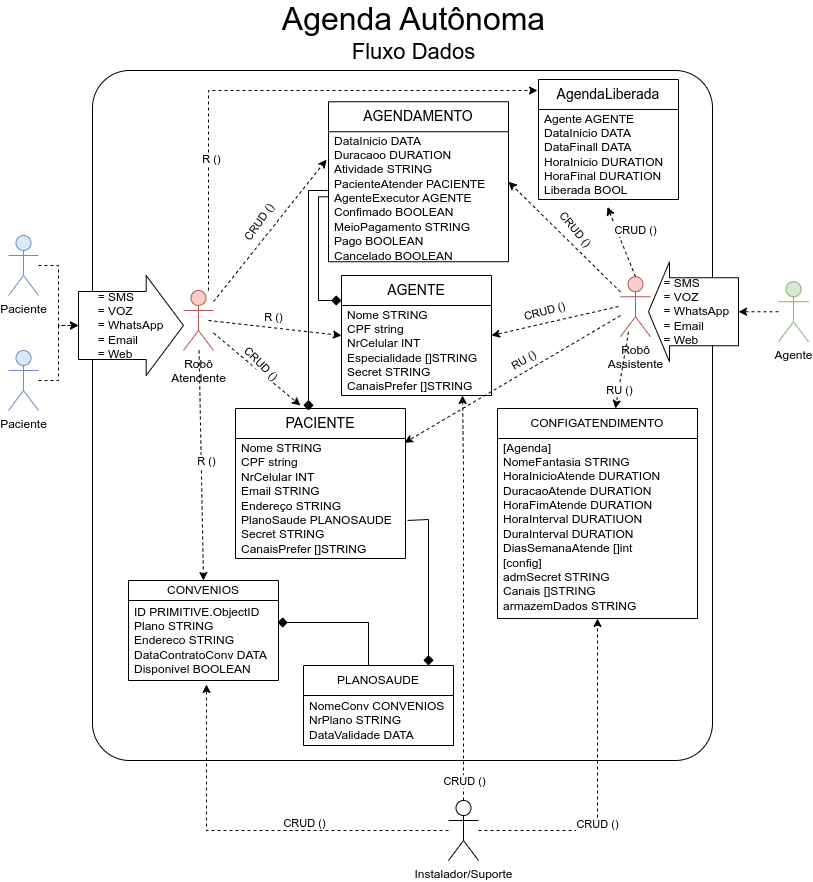 Agenda Autônoma
Fluxo Dados
AgendaLiberada
Agente AGENTE
DataInicio DATA
DataFinall DATA
HoraInicio DURATION
HoraFinal DURATION
Liberada BOOL
AGENDAMENTO
DataInicio DATA
Duracaoo DURATION
Atividade STRING
PacienteAtender PACIENTE
AgenteExecutor AGENTE
Confimado BOOLEAN
MeioPagamento STRING
Pago BOOLEAN
Cancelado BOOLEAN
R ()
CRUD ()
CRUD ()
CRUD ()
Paciente
Paciente
= SMS
= VOZ
= WhatsApp
= Email
= Web
Robô
Atendente
R ()
CRUD ()
R ()
AGENTE
Nome STRING
CPF string
NrCelular INT
Especialidade []STRING
Secret STRING
CanaisPrefer []STRING
CRUD ()
RU ()
RU ()
Robô
Assistente
= SMS
= VOZ
= WhatsApp
= Email
= Web
Agente
PACIENTE
Nome STRING
CPF string
NrCelular INT
Email STRING
Endereço STRING
PlanoSaude PLANOSAUDE
Secret STRING
CanaisPrefer []STRING
CONFIGATENDIMENTO
[Agenda]
NomeFantasia STRING
HoraInicioAtende DURATION
DuracaoAtende DURATION
HoraFimAtende DURATION
HoraInterval DURATIUON
DuraInterval DURATION
DiasSemanaAtende []int
[config]
admSecret STRING
Canais []STRING
armazemDados STRING
CONVENIOS
ID PRIMITIVE.ObjectID
Plano STRING
Endereco STRING
DataContratoConv DATA
Disponivel BOOLEAN
PLANOSAUDE
NomeConv CONVENIOS
NrPlano STRING
DataValidade DATA
CRUD ()
CRUD ()
CRUD ()
Instalador/Suporte